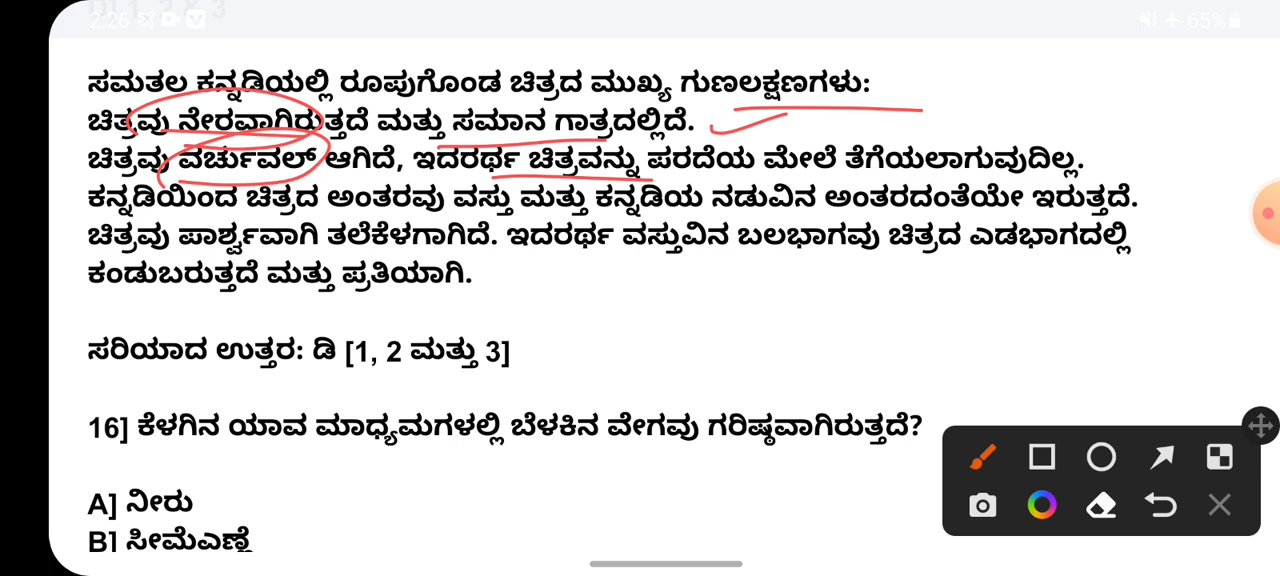 2:26
65%
ಸಮತಲ ಕನ್ನಡಿಯಲ್ಲಿ ರೂಪುಗೊಂಡ ಚಿತ್ರದ ಮುಖ್ಯ ಗುಣಲಕ್ಷಣಗಳು:
ಚಿತ್ರವು ನೇರವಾಗಿರುತ್ತದೆ ಮತ್ತು ಸಮಾನ ಗಾತ್ರದಲ್ಲಿದೆ.
ಚಿತ್ರವು ವರ್ಚುವಲ್ ಆಗಿದೆ, ಇದರರ್ಥ ಚಿತ್ರವನ್ನು ಪರದೆಯ ಮೇಲೆ ತೆಗೆಯಲಾಗುವುದಿಲ್ಲ.
ಕನ್ನಡಿಯಿಂದ ಚಿತ್ರದ ಅಂತರವು ವಸ್ತು ಮತ್ತು ಕನ್ನಡಿಯ ನಡುವಿನ ಅಂತರದಂತೆಯೇ ಇರುತ್ತದೆ.
ಚಿತ್ರವು ಪಾರ್ಶ್ವವಾಗಿ ತಲೆಕೆಳಗಾಗಿದೆ. ಇದರರ್ಥ ವಸ್ತುವಿನ ಬಲಭಾಗವು ಚಿತ್ರದ ಎಡಭಾಗದಲ್ಲಿ
ಕಂಡುಬರುತ್ತದೆ ಮತ್ತು ಪ್ರತಿಯಾಗಿ.
ಸರಿಯಾದ ಉತ್ತರ: ಡಿ [1, 2 ಮತ್ತು 3]
16] ಕೆಳಗಿನ ಯಾವ ಮಾಧ್ಯಮಗಳಲ್ಲಿ ಬೆಳಕಿನ ವೇಗವು ಗರಿಷ್ಠವಾಗಿರುತ್ತದೆ?
A] ನೀರು
B] ಸೀಮೆಎಣ್ಣೆ